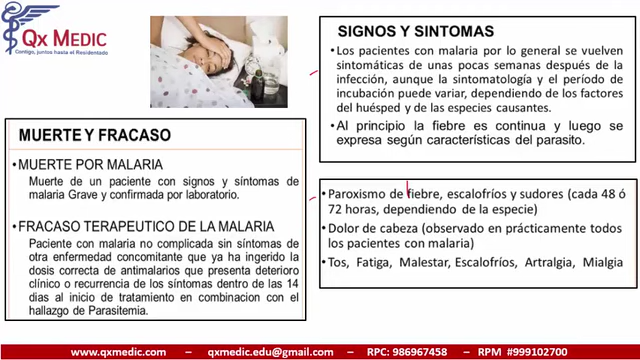 Qx MEDIC
Contigo, juntos hasta el Residentado
MUERTE Y FRACASO
•MUERTE POR MALARIA
Muerte de un paciente con signos y síntomas de
malaria Grave y confirmada por laboratorio.
•FRACASO TERAPEUTICO DE LA MALARIA
Paciente con malaria no complicada sin síntomas de
otra enfermedad concomitante que ya ha ingerido la
dosis correcta de antimalarios que presenta deterioro
clínico o recurrencia de los síntomas dentro de las 14
días al inicio de tratamiento en combinación con el
hallazgo de Parasitemia.
SIGNOS Y SINTOMAS
•Los pacientes con malaria por lo general se vuelven
sintomáticas de unas pocas semanas después de la
infección, aunque la sintomatología y el período de
incubación puede variar, dependiendo de los factores
del huésped y de las especies causantes.
•Al principio la fiebre es continua y luego se
expresa según características del parasito.
•Paroxismo de fiebre, escalofríos y sudores (cada 48 ó
72 horas, dependiendo de la especie)
•Dolor de cabeza (observado en prácticamente todos
los pacientes con malaria)
•Tos, Fatiga, Malestar, Escalofríos, Artralgia, Mialgia
www.qxmedic.com – qxmedic.edu@gmail.com – RPC: 986967458 – RPM #999102700